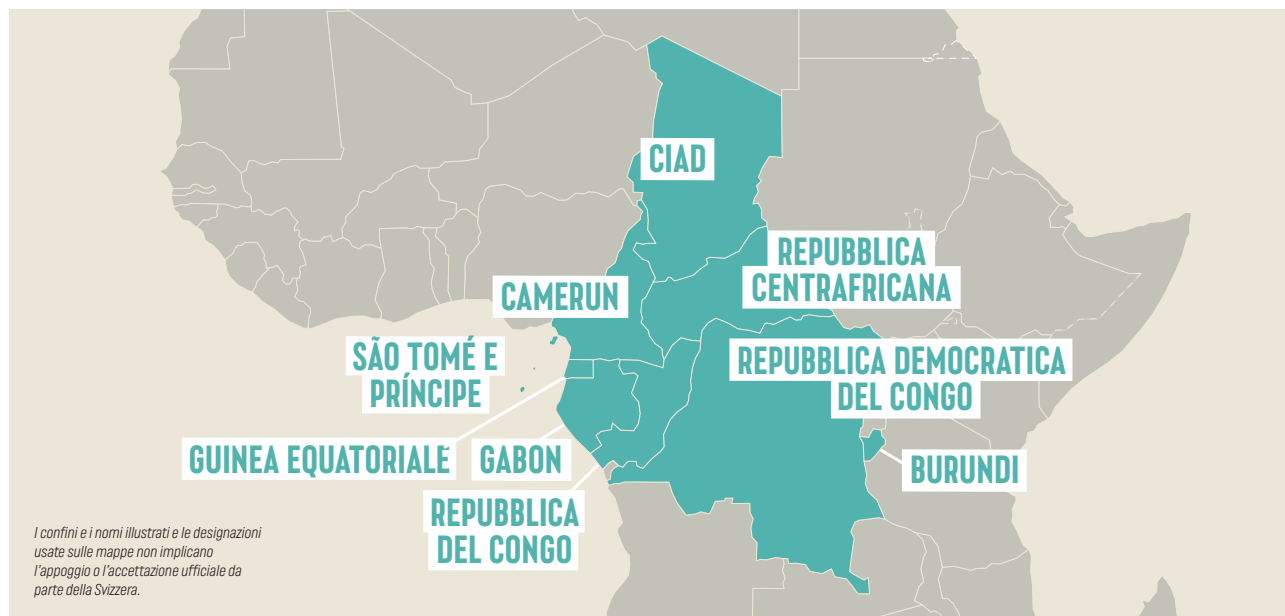 CIAD
REPUBBLICA
CENTRAFRICANA
CAMERUN
SÃO TOMÉ E
PRÍNCIPE
REPUBBLICA DEMOCRATICA
DEL CONGO
GUINEA EQUATORIALE
GABON
BURUNDI
REPUBBLICA
DEL CONGO
I confini e i nomi illustrati e le designazioni
usate sulle mappe non implicano
l'appoggio o l'accettazione ufficiale da
parte della Svizzera.